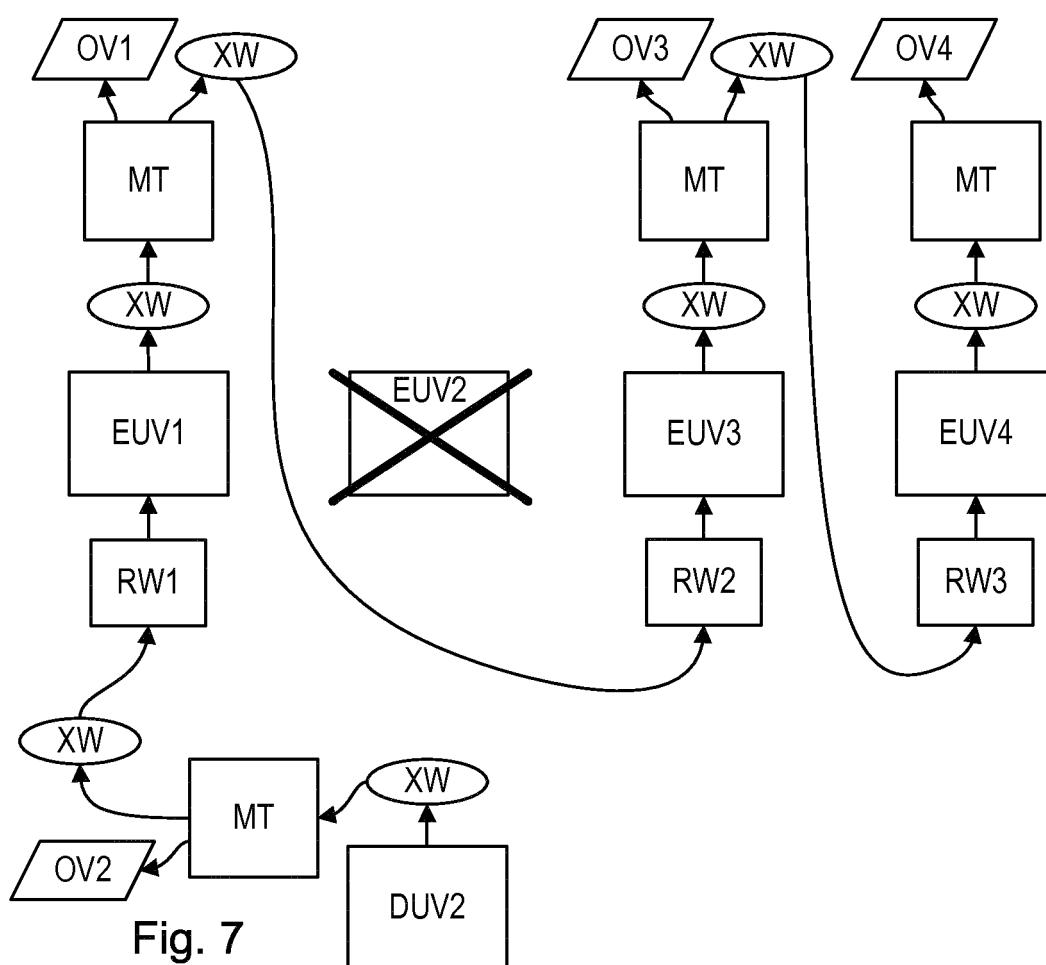 OV1 XW OV3 XW OV4
MT MT MT
XW XW XW
EUV2
EUV1 EUV3 EUV4
RW1 RW2 RW3
XW
XW
MT
OV2
DUV2
Fig. 7